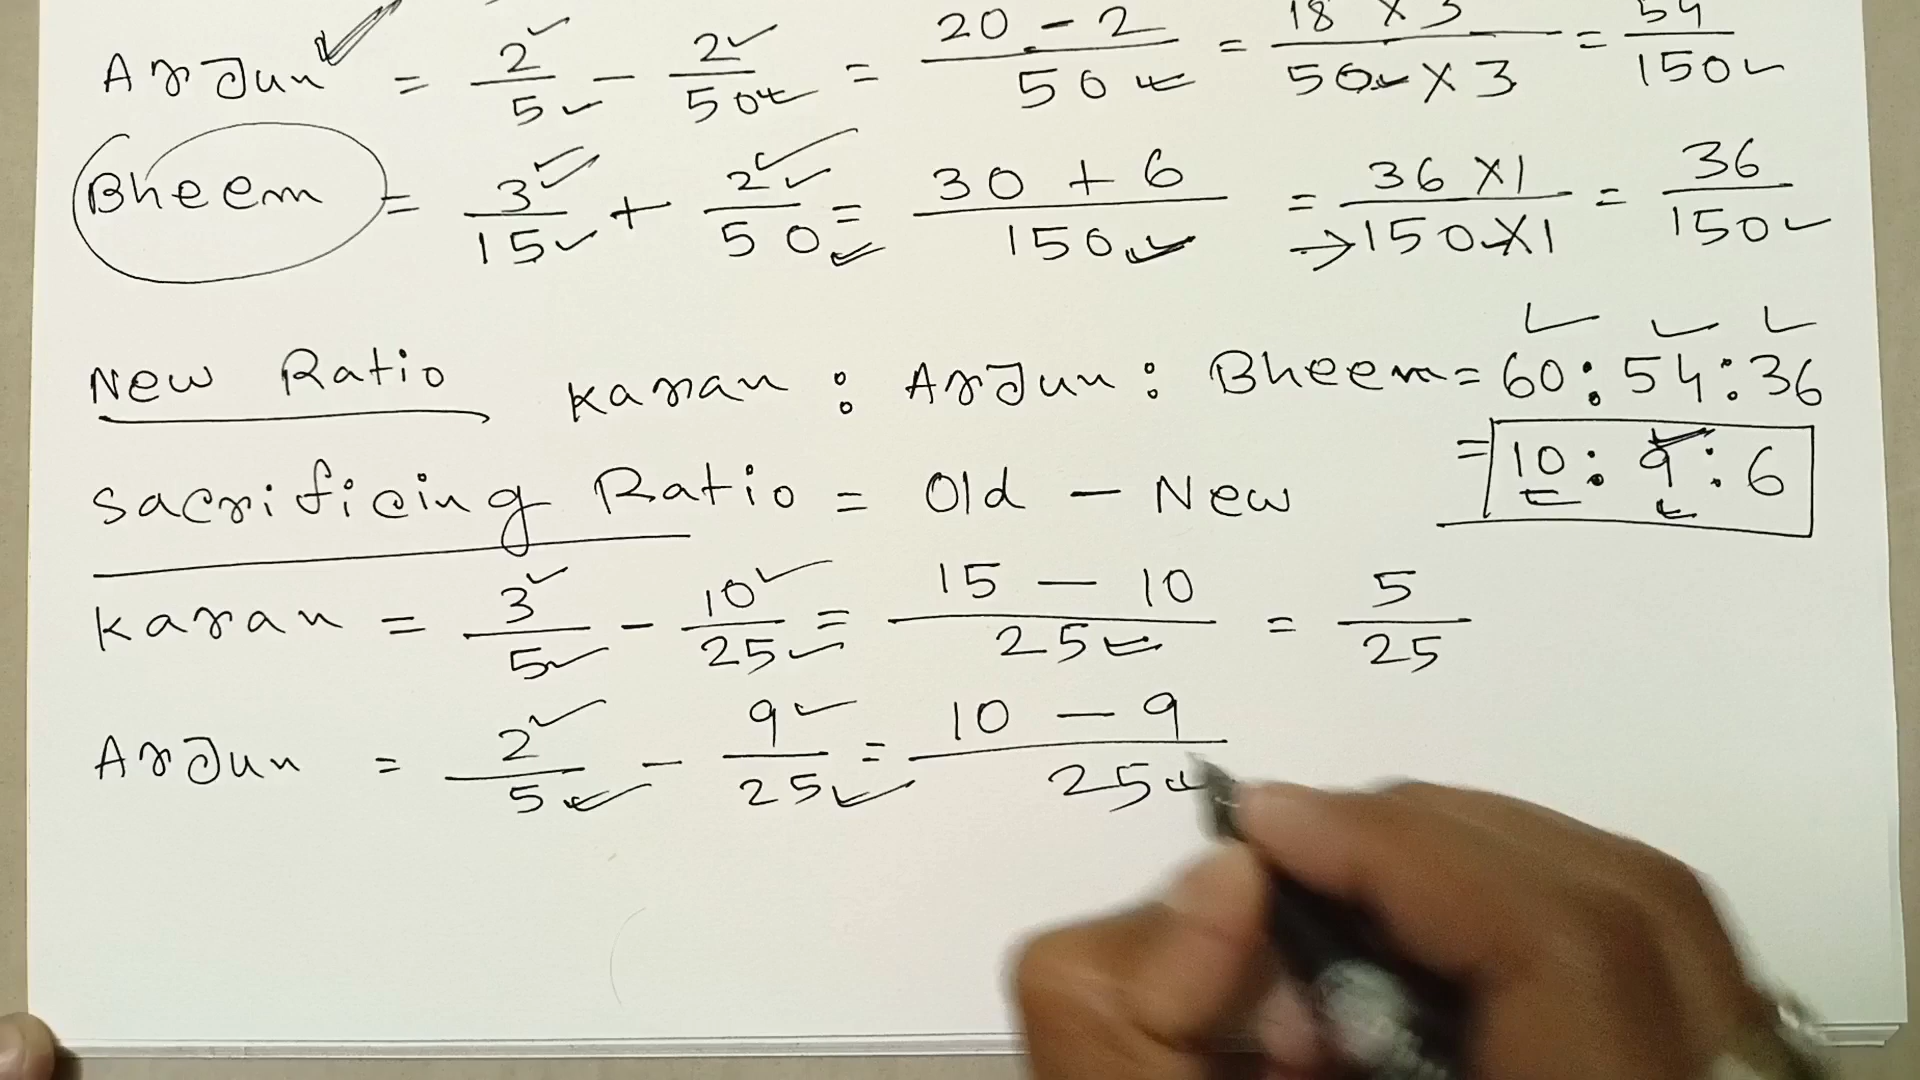 Arjun = 2/5 - 2/50 = 20 - 2/50 = 18 X 3/50 X 3 = 54/150
Bheem = 3/15 + 2/50 = 30 + 6/150 = 36 X 1/150 X 1 = 36/150
New Ratio Karan : Arjun : Bheem = 60 : 54 : 36
= 10 : 9 : 6
Sacrificing Ratio = Old - New
Karan = 3/5 - 10/25 = 15 - 10/25 = 5/25
Arjun = 2/5 - 9/25 = 10 - 9/25